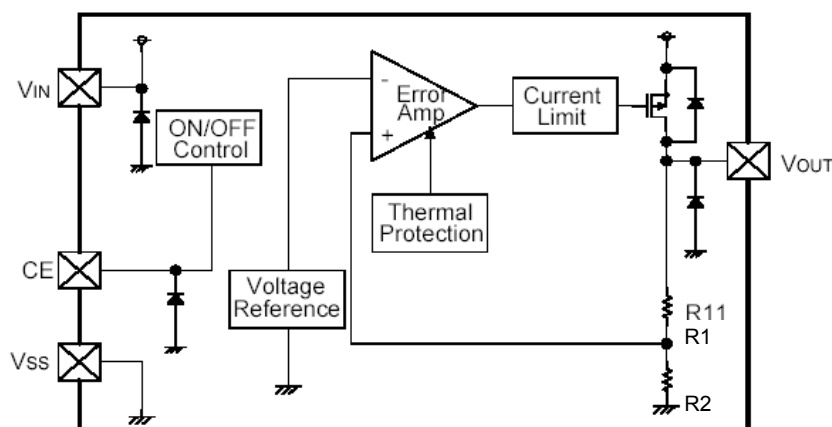 VIN
ON/OFF
Control
-
Error
Amp
+
Current
Limit
VOUT
Thermal
Protection
CE
Voltage
Reference
R11
R1
VSS
R2